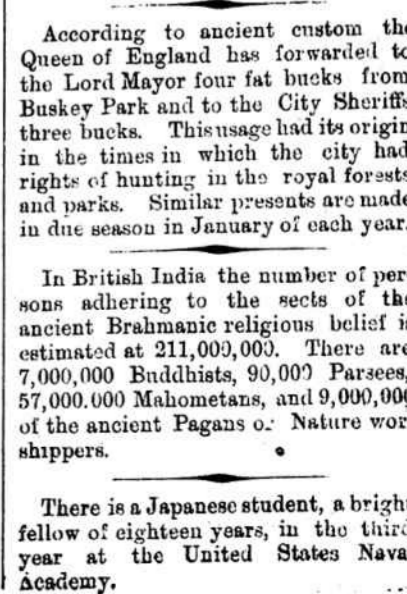 According to ancient custom the
Queen of England has forwarded to
the Lord Mayor four fat bucks from
Buskey Park and to the City Sheriffs
three bucks. This usage had its origin
in the times in which the city had
rights of hunting in the royal forests
and parks. Similar presents are made
in due season in January of each year.
In British India the number of per
sons adhering to the sects of the
ancient Brahmanic religious belief is
estimated at 211,000,000. There are
7,000,000 Buddhists, 90,000 Parsees,
57,000.000 Mahometans, and 9,000,000
of the ancient Pagans o: Nature wor
shippers.
There is a Japanese student, a bright
fellow of eighteen years, in the third
year at the United States Nava
Academy.